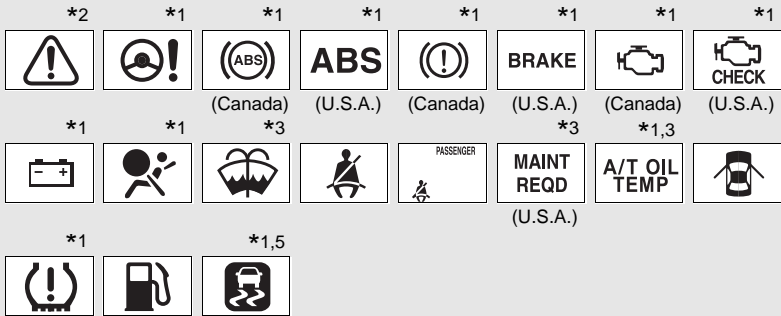 *2 *1 *1 *1 *1 *1 *1 *1
! ! (ABS) ABS (!) BRAKE CHECK
(Canada) (U.S.A.) (Canada) (U.S.A.) (Canada) (U.S.A.)
*1 *1 *3 *3 *1,3
- + PASSENGER MAINT A/T OIL
REQD TEMP
(U.S.A.)
*1 *1,5
(!)